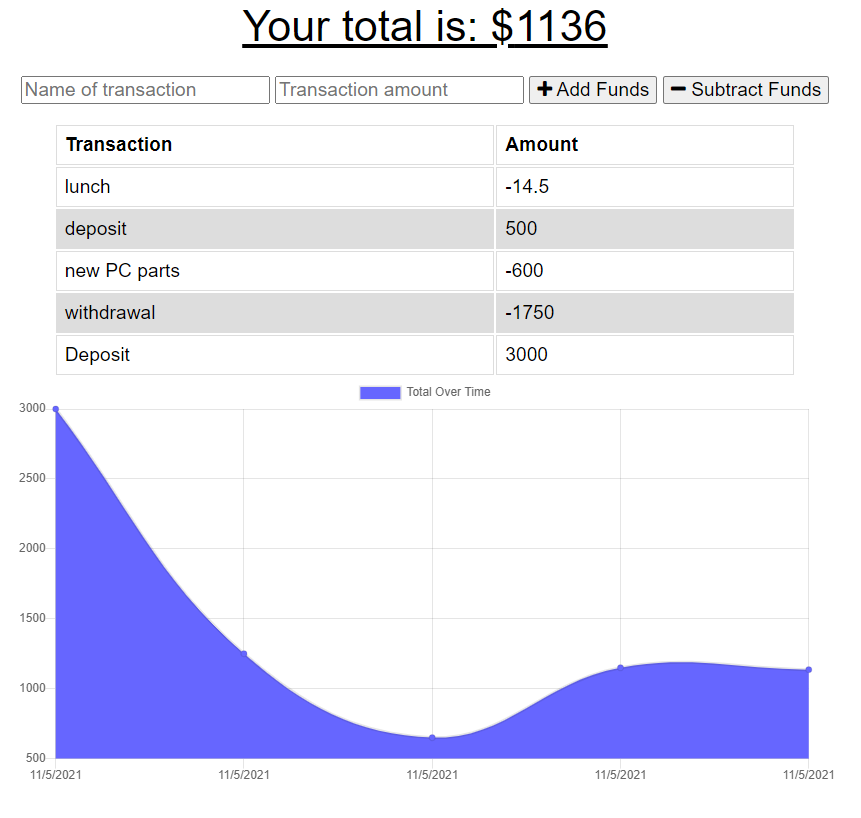 Your total is: $1136
Name of transaction Transaction amount + Add Funds − Subtract Funds
Transaction Amount
lunch -14.5
deposit 500
new PC parts -600
withdrawal -1750
Deposit 3000
Total Over Time
3000
2500
2000
1500
1000
500
11/5/2021 11/5/2021 11/5/2021 11/5/2021 11/5/2021